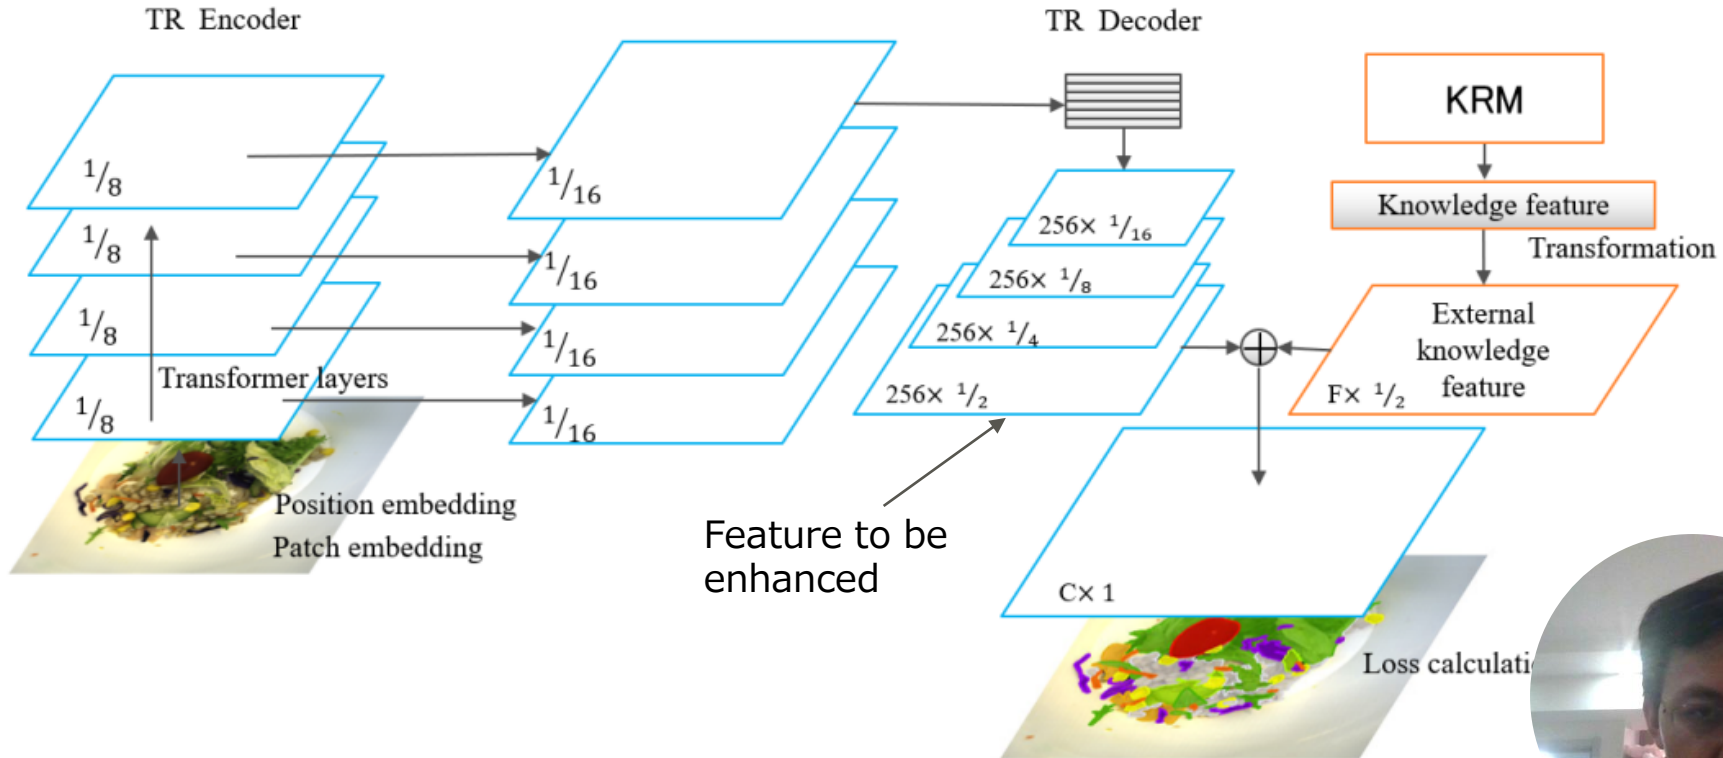 TR Encoder
TR Decoder
KRM
1/8
1/16
Knowledge feature
256× 1/16
1/8
1/16
Transformation
256× 1/8
External
knowledge
feature
1/8
1/16
256× 1/4
Transformer layers
256× 1/2
F× 1/2
1/8
1/16
Position embedding
Patch embedding
Feature to be
enhanced
C× 1
Loss